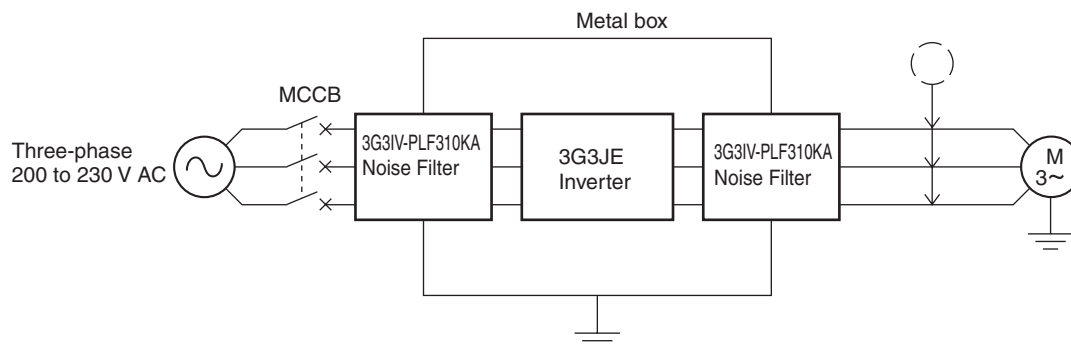 Metal box
MCCB
Three-phase
200 to 230 V AC
3G3IV-PLF310KA
Noise Filter
3G3JE
Inverter
3G3IV-PLF310KA
Noise Filter
M
3~